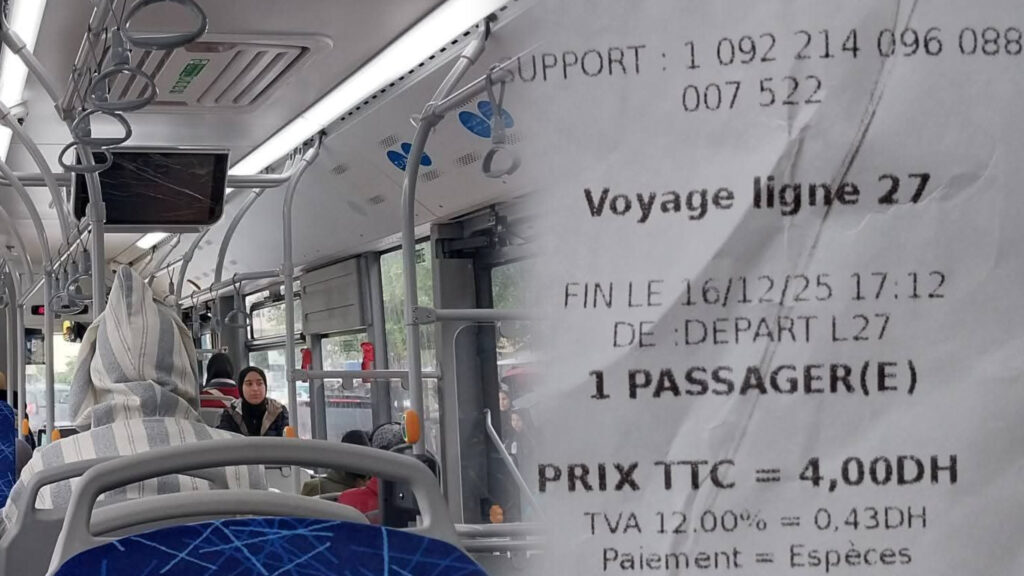 SUPPORT : 1 092 214 096 088
007 522
Voyage ligne 27
FIN LE 16/12/25 17:12
DE :DEPART L27
1 PASSAGER(E)
PRIX TTC = 4,00DH
TVA 12.00% = 0,43DH
Paiement = Espèces